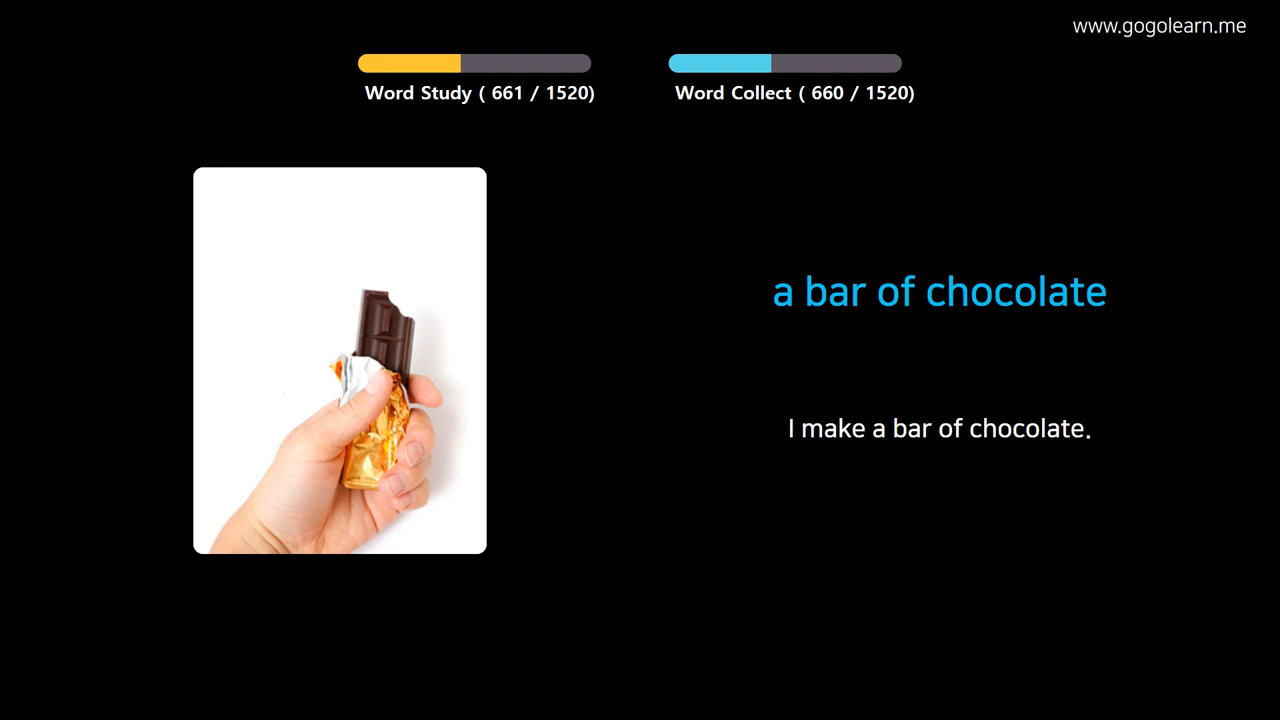 www.gogolearn.me
Word Study ( 661 / 1520)
Word Collect ( 660 / 1520)
a bar of chocolate
I make a bar of chocolate.